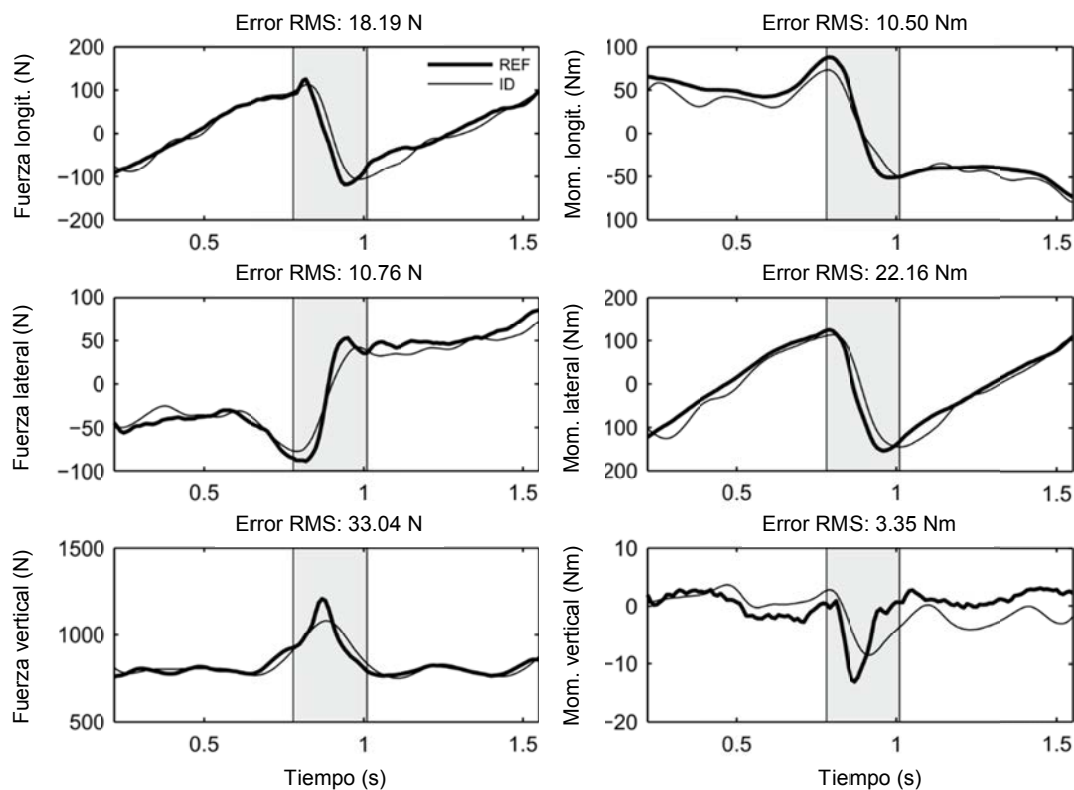 Error RMS: 18.19 N
Fuerza longit. (N)
200
100
0
−100
−200
REF
ID
0.5
1
1.5
Error RMS: 10.50 Nm
Mom. longit. (Nm)
100
50
0
−50
100
0.5
1
1.5
Error RMS: 10.76 N
Fuerza lateral (N)
100
50
0
−50
−100
0.5
1
1.5
Error RMS: 22.16 Nm
Mom. lateral (Nm)
200
100
0
100
200
0.5
1
1.5
Error RMS: 33.04 N
Fuerza vertical (N)
1500
1000
500
0.5
1
1.5
Tiempo (s)
Error RMS: 3.35 Nm
Mom. vertical (Nm)
10
0
−10
−20
0.5
1
1.5
Tiempo (s)